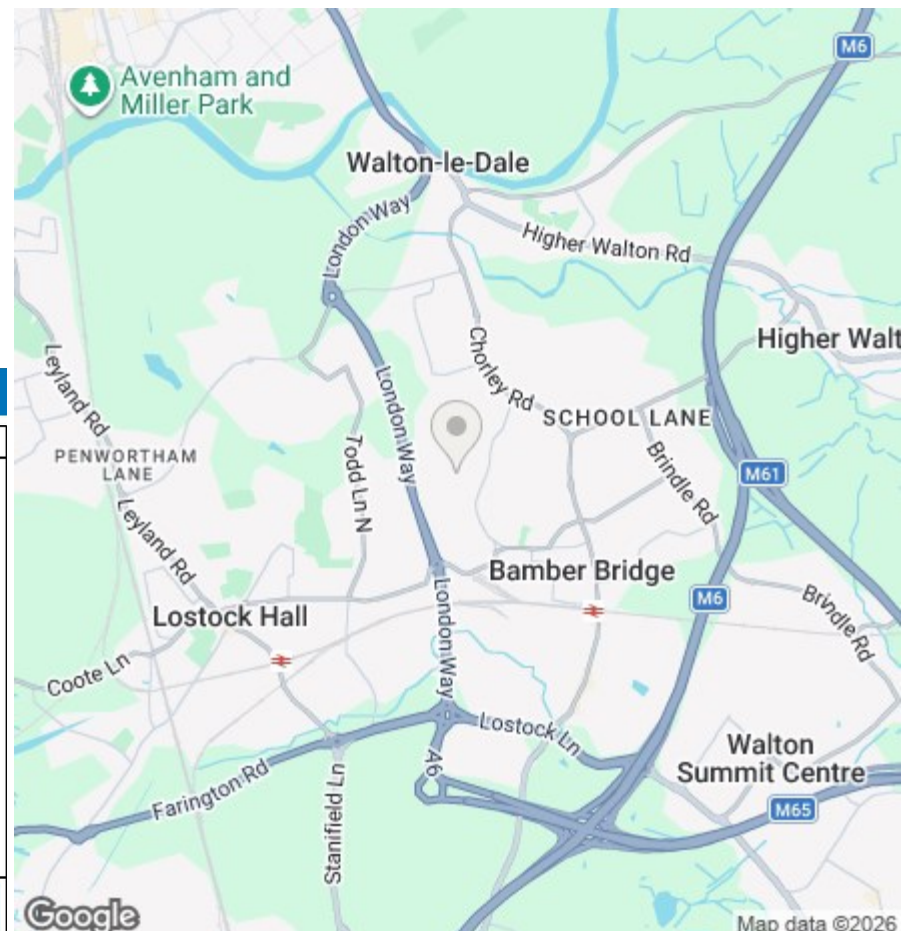 M6
Avenham and
Miller Park
Walton-le-Dale
London Way
Higher Walton Rd
Higher Walt
Leyland Rd
Chorley Rd
London Way
SCHOOL LANE
PENWORTHAM
LANE
Todd Ln N
Brindle Rd
M61
Leyland Rd
Bamber Bridge
M6
Brindle Rd
Lostock Hall
London Way
Coote Ln
Lostock Ln
Walton
Summit Centre
A6
Farington Rd
Stanifield Ln
M65
Google
Map data ©2026